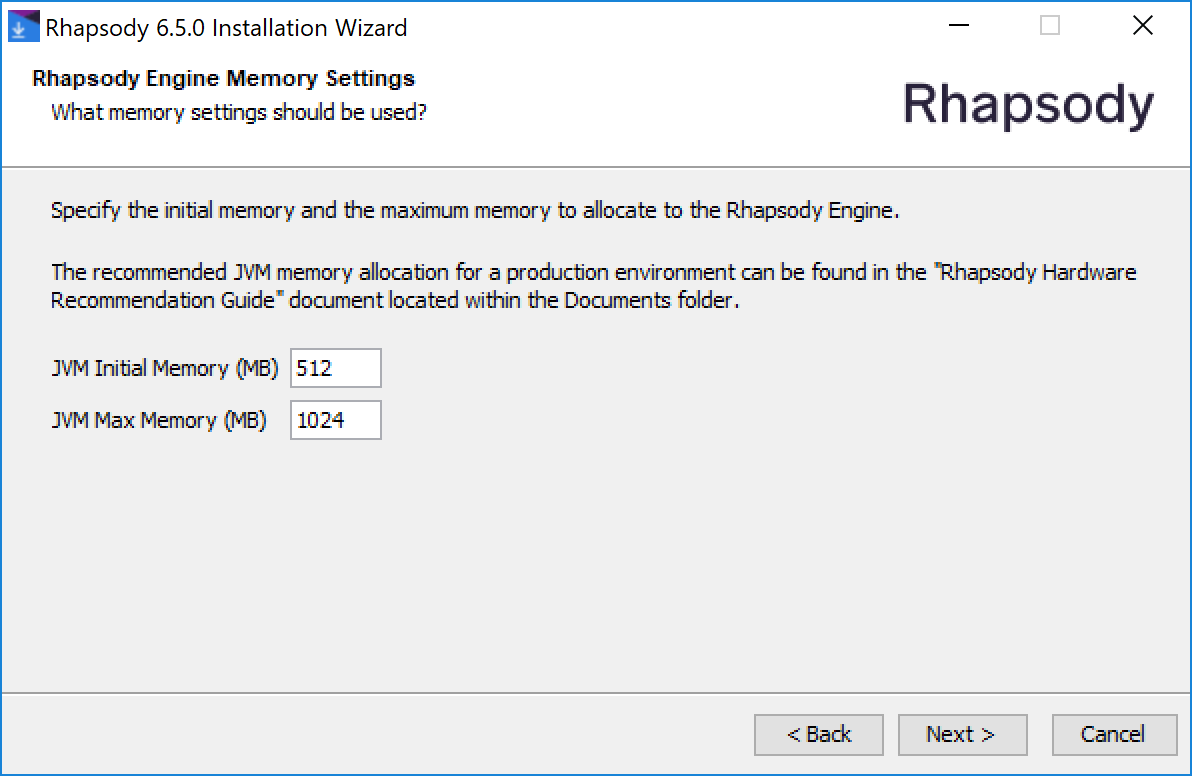 Rhapsody 6.5.0 Installation Wizard
Rhapsody Engine Memory Settings
What memory settings should be used?
Rhapsody
Specify the initial memory and the maximum memory to allocate to the Rhapsody Engine.
The recommended JVM memory allocation for a production environment can be found in the "Rhapsody Hardware
Recommendation Guide" document located within the Documents folder.
JVM Initial Memory (MB) 512
JVM Max Memory (MB) 1024
< Back Next > Cancel